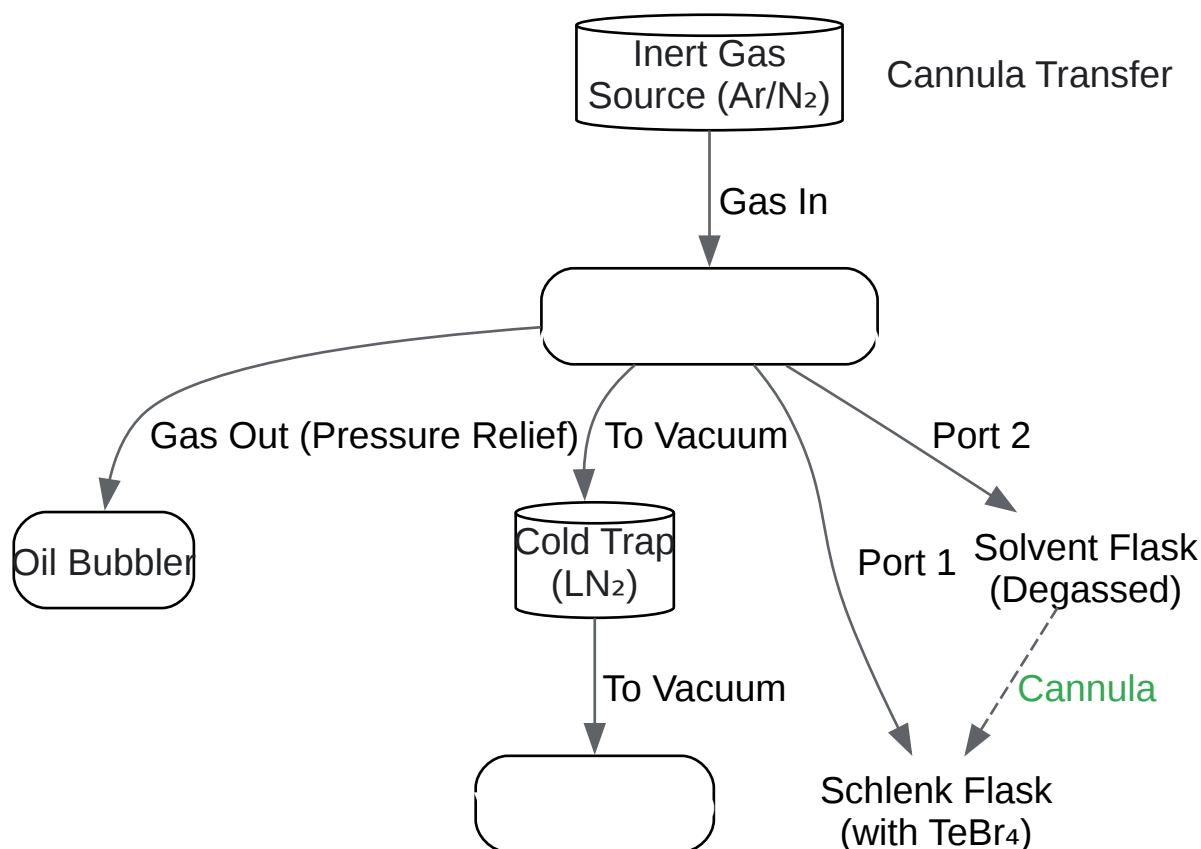 Inert Gas
Source (Ar/N₂)
Cannula Transfer
Gas In
Gas Out (Pressure Relief)
To Vacuum
Port 2
Oil Bubbler
Cold Trap
(LN₂)
Port 1
Solvent Flask
(Degassed)
To Vacuum
Cannula
Schlenk Flask
(with TeBr₄)